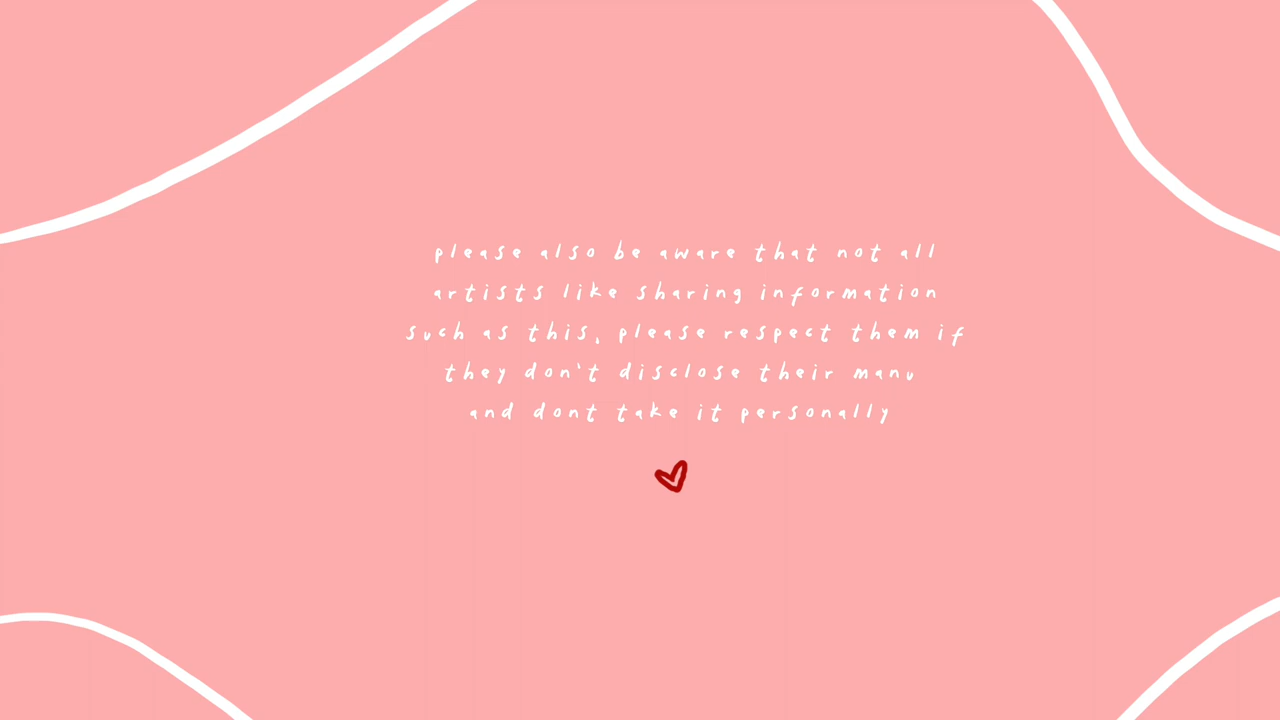 please also be aware that not all
artists like sharing information
such as this, please respect them if
they don't disclose their manu
and dont take it personally